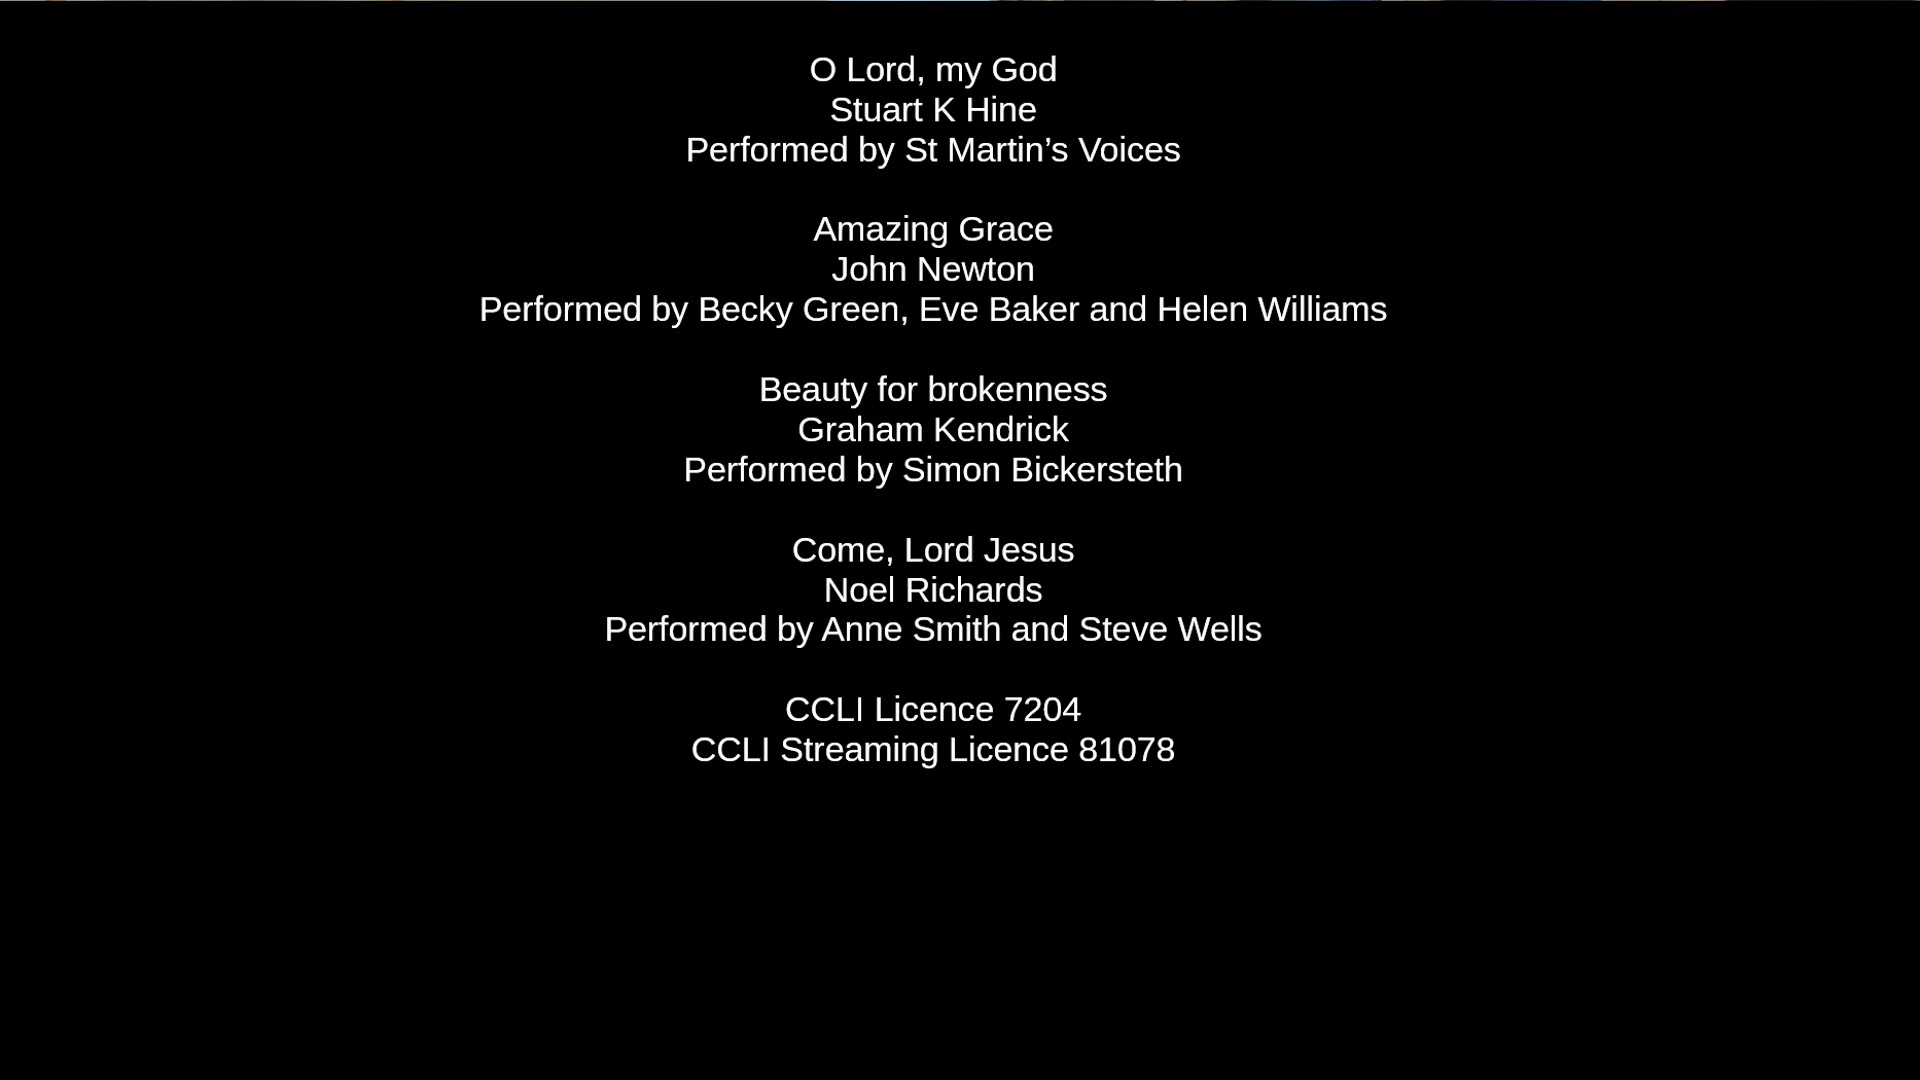 O Lord, my God
Stuart K Hine
Performed by St Martin’s Voices
Amazing Grace
John Newton
Performed by Becky Green, Eve Baker and Helen Williams
Beauty for brokenness
Graham Kendrick
Performed by Simon Bickersteth
Come, Lord Jesus
Noel Richards
Performed by Anne Smith and Steve Wells
CCLI Licence 7204
CCLI Streaming Licence 81078